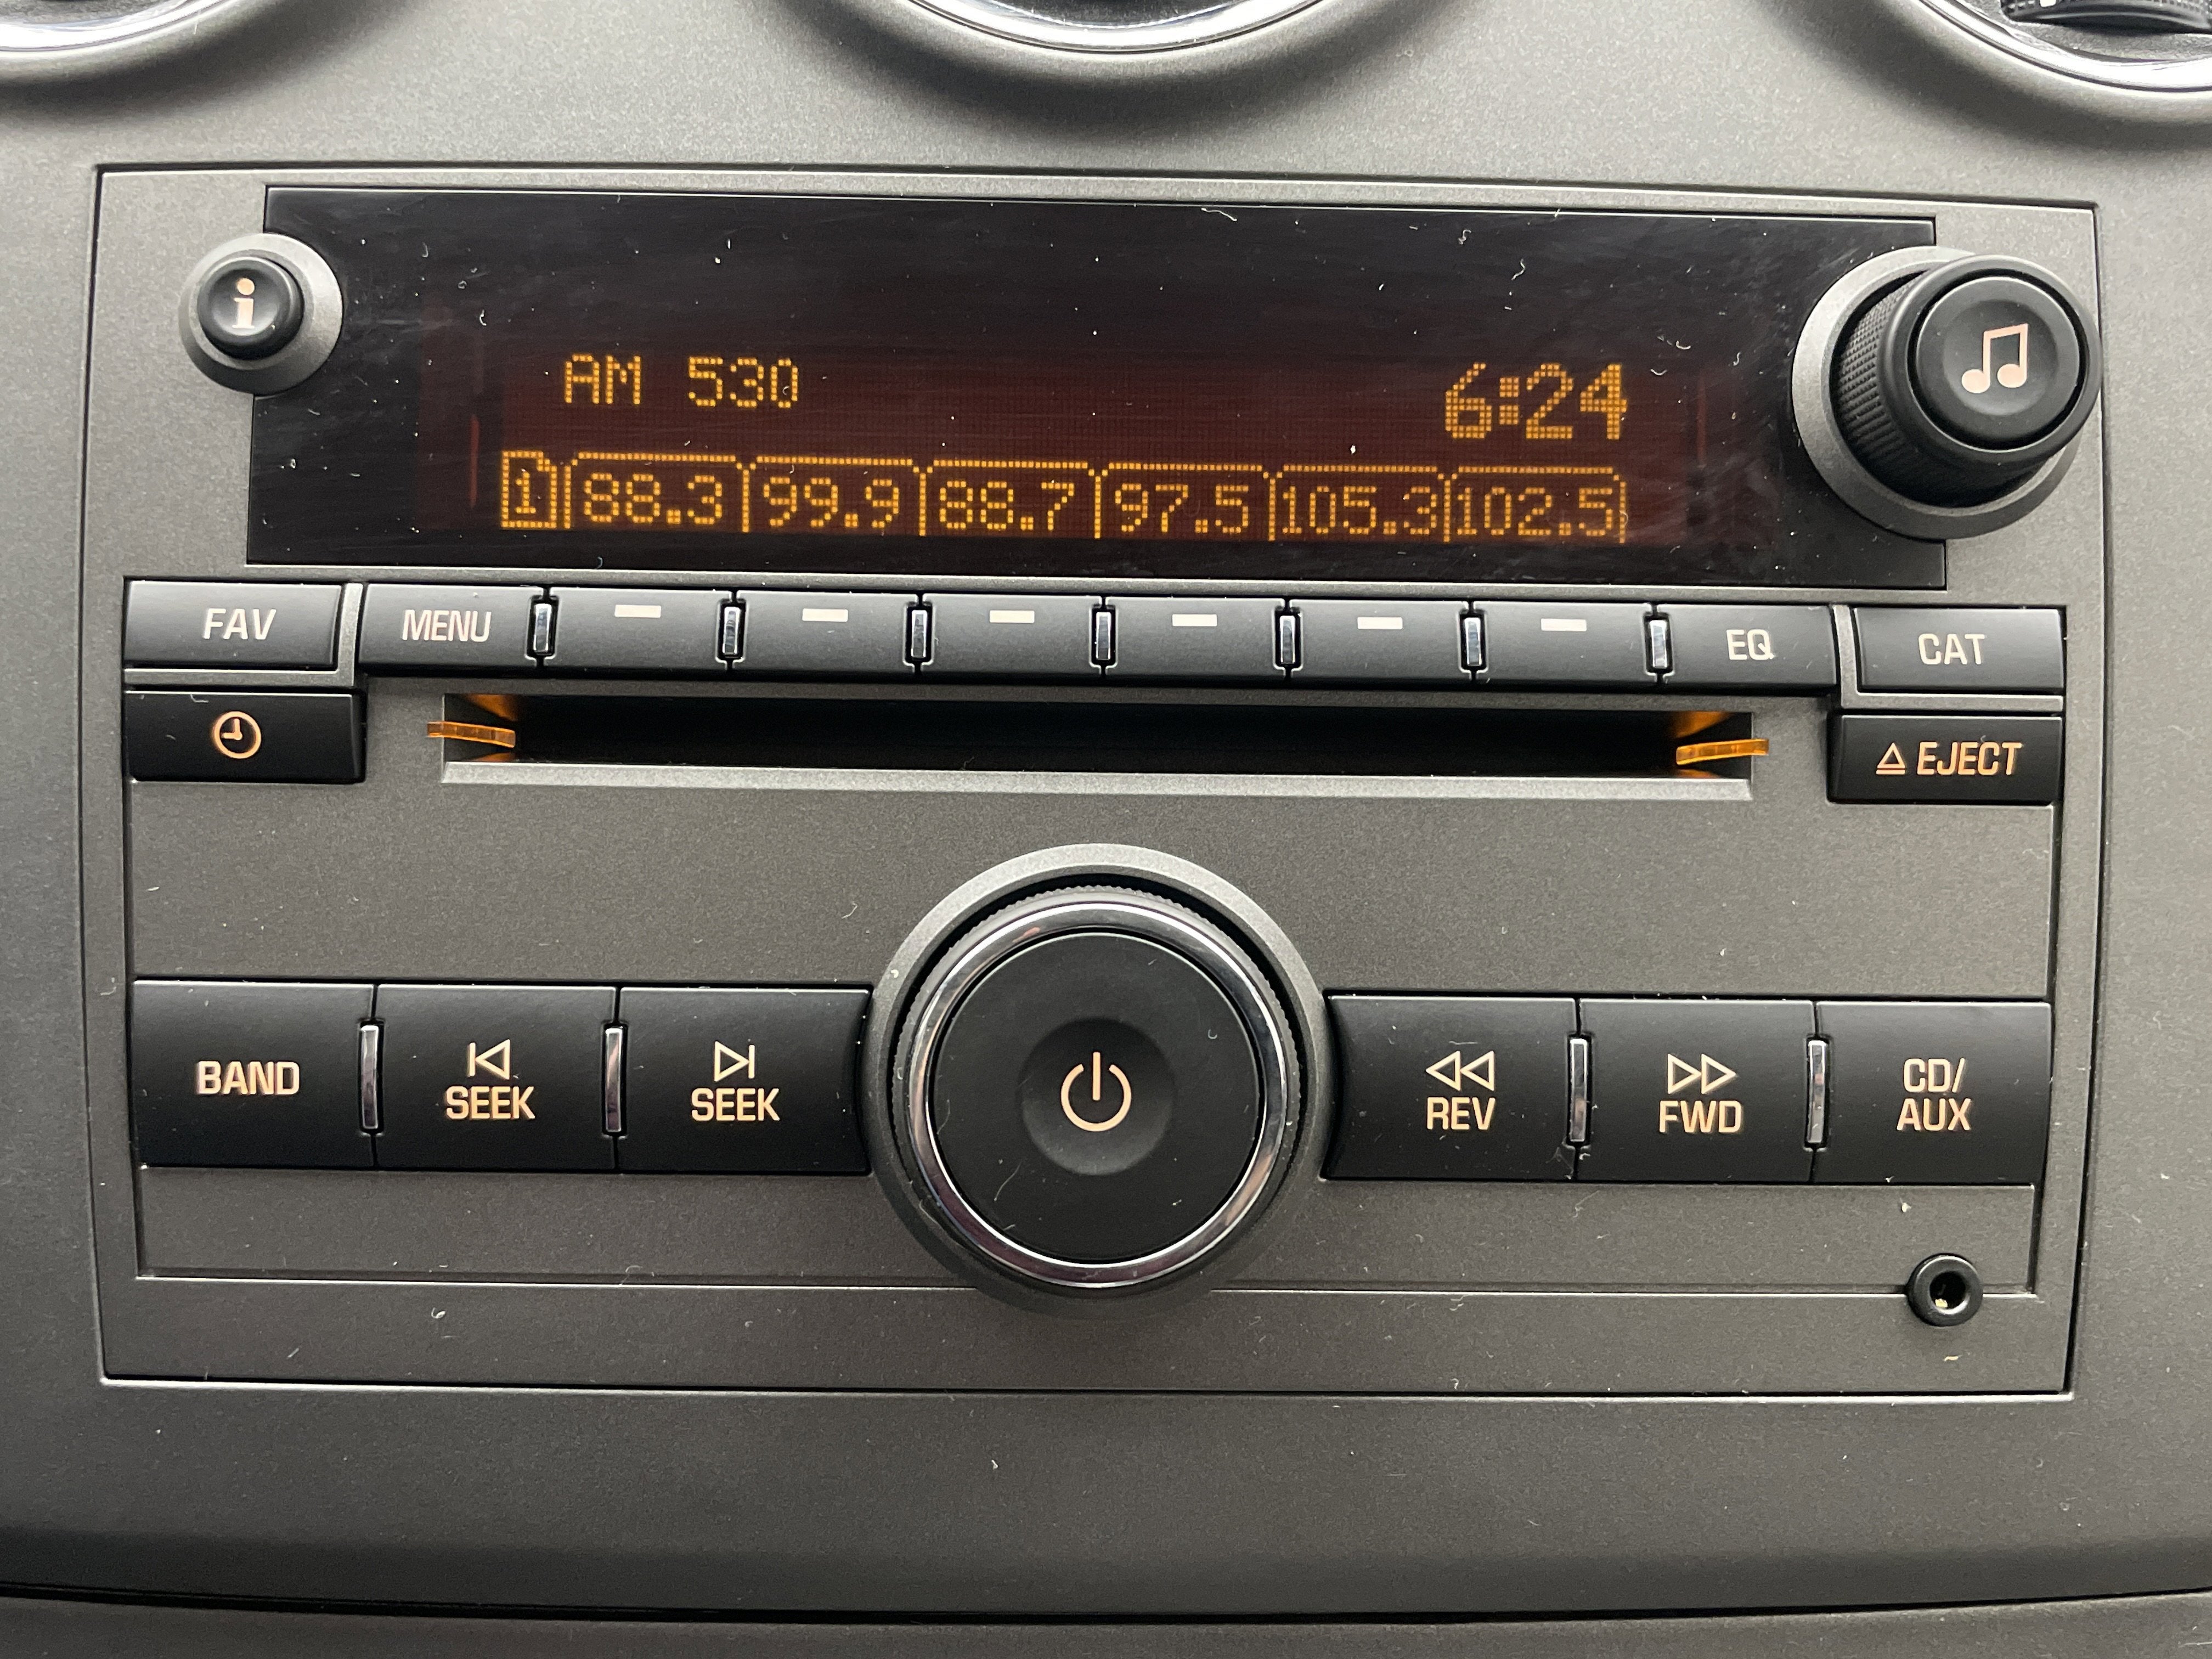 i
AM 530 6:24
1 88.3 99.9 88.7 97.5 105.3 102.5
FAV MENU EQ CAT
EJECT
BAND SEEK SEEK REV FWD CD/
AUX